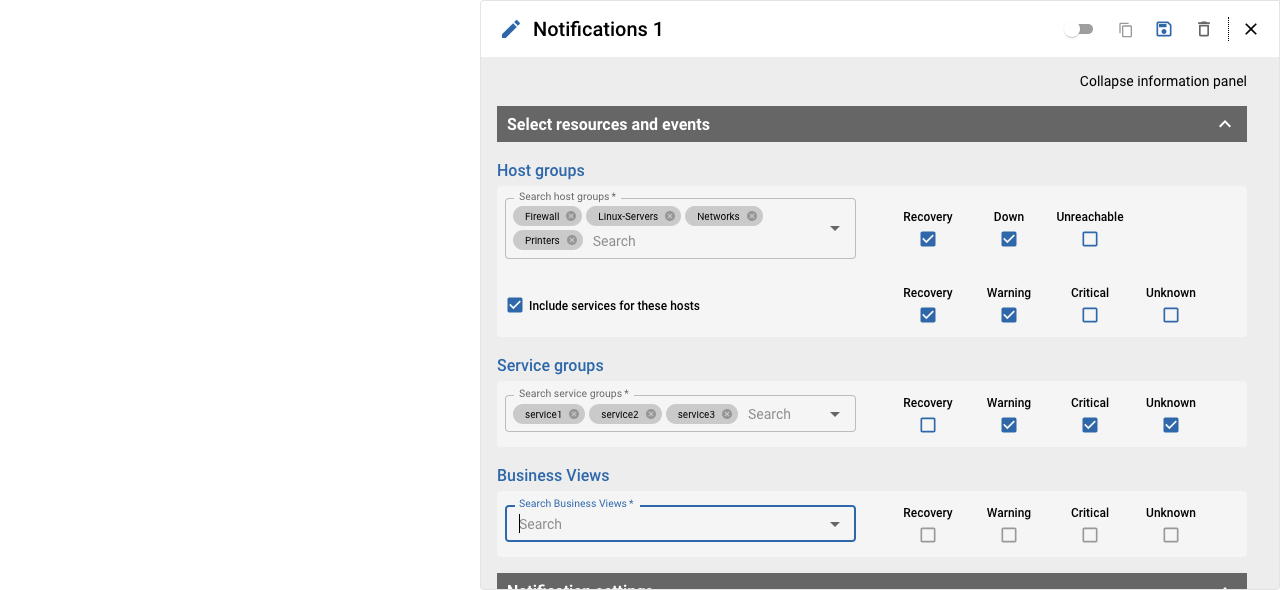 Notifications 1
Collapse information panel
Select resources and events
Host groups
Search host groups *
Firewall Linux-Servers Networks
Printers Search
Recovery Down Unreachable
Include services for these hosts
Recovery Warning Critical Unknown
Service groups
Search service groups *
service1 service2 service3 Search
Recovery Warning Critical Unknown
Business Views
Search Business Views *
Search
Recovery Warning Critical Unknown
Notification settings